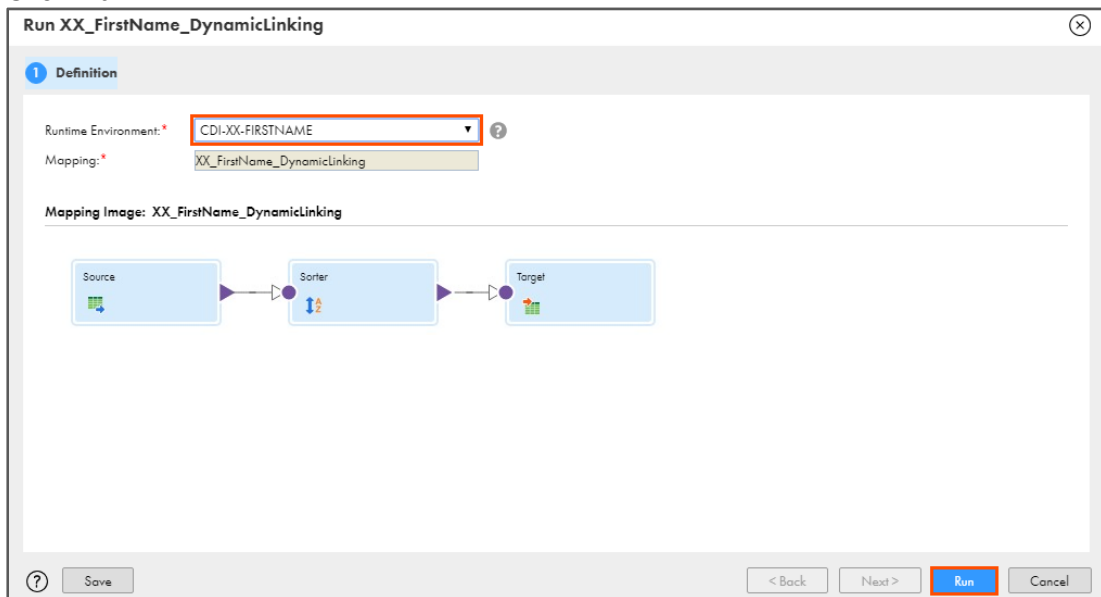 Run XX_FirstName_DynamicLinking
1 Definition
Runtime Environment:* CDI-XX-FIRSTNAME ?
Mapping:* XX_FirstName_DynamicLinking
Mapping Image: XX_FirstName_DynamicLinking
Source Sorter Target
A
Z
? Save < Back Next > Run Cancel